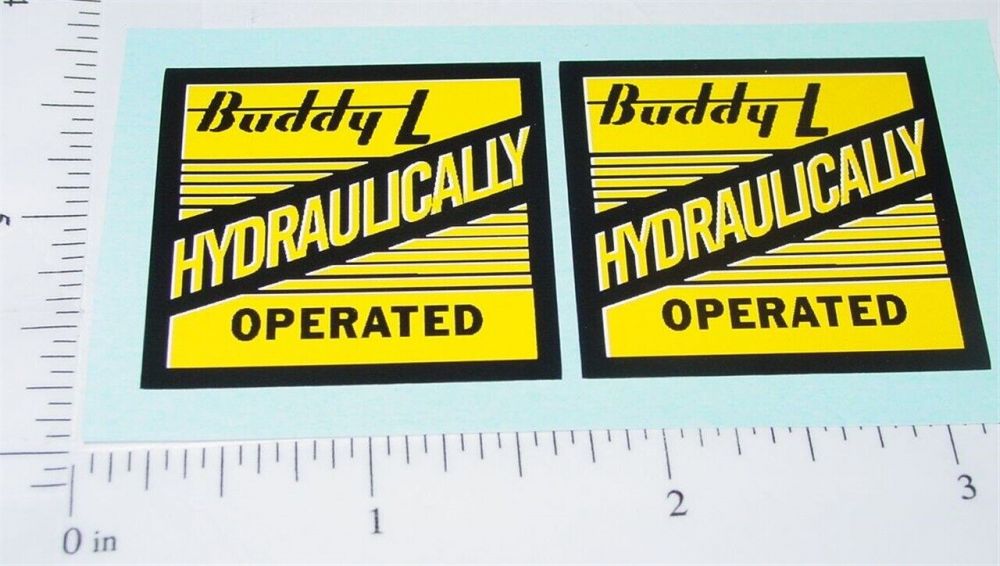 Buddy L
HYDRAULICALLY
OPERATED
Buddy L
HYDRAULICALLY
OPERATED
0 in
1
2
3